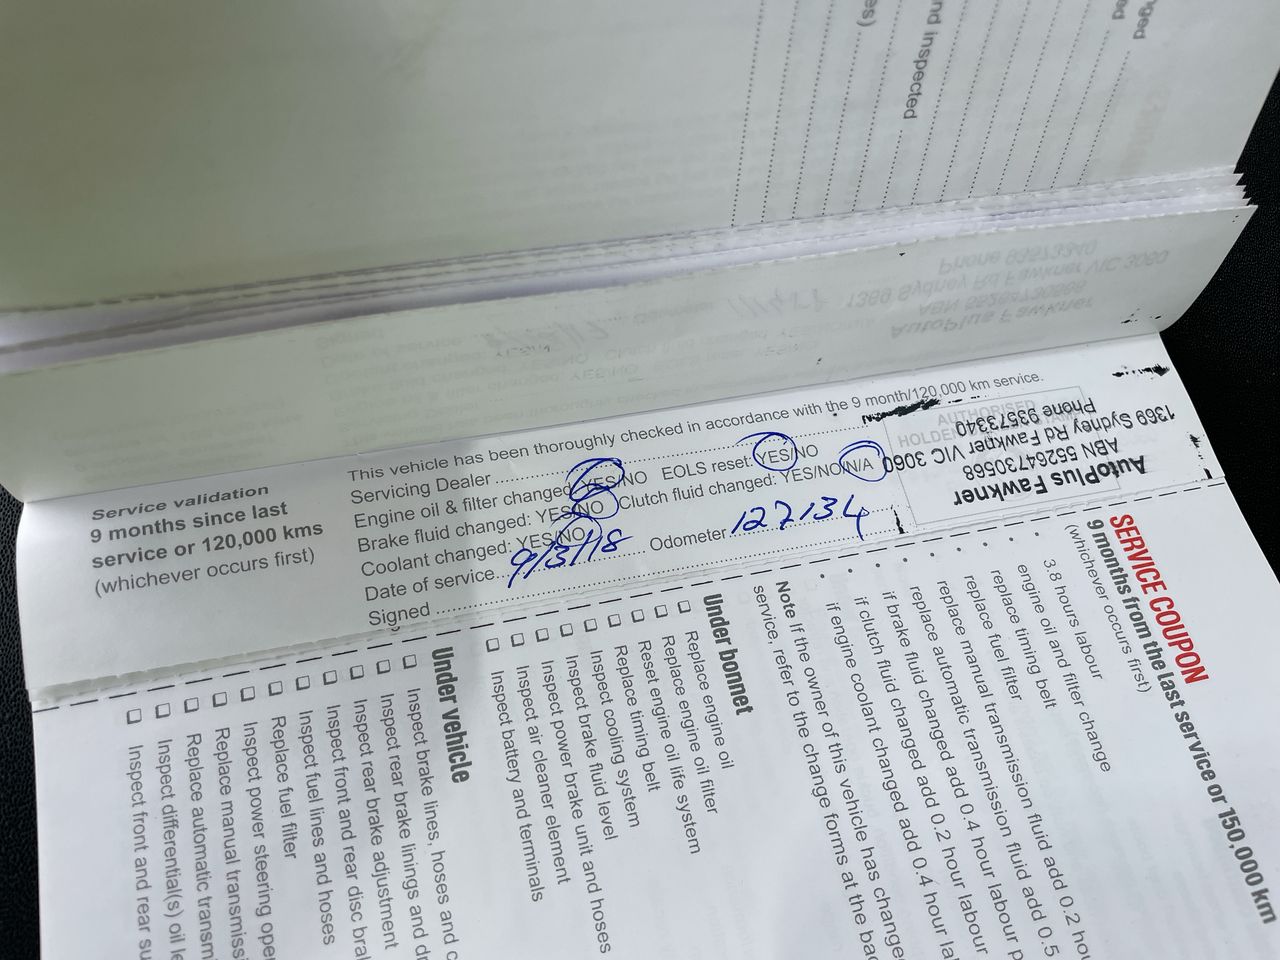 es)
nd inspected
ed
nged
Service validation
9 months since last
service or 120,000 kms
(whichever occurs first)
This vehicle has been thoroughly checked in accordance with the 9 month/120,000 km service.
Servicing Dealer
Engine oil & filter changed: YES/NO EOLS reset: YES/NO
Brake fluid changed: YES/NO Clutch fluid changed: YES/NO/N/A
Coolant changed: YES/NO
Date of service 9/3/18 Odometer 127134
Signed
AUTHORISED
HOLDEN
AutoPlus Fawkner
ABN 55264730568
1369 Sydney Rd Fawkner VIC 3060
Phone 93573340
SERVICE COUPON
9 months from the last service or 150,000 km
(whichever occurs first)
• 3.8 hours labour
• engine oil and filter change
• replace timing belt
• replace fuel filter
• replace manual transmission fluid add 0.2 hou
• replace automatic transmission fluid add 0.5
• if brake fluid changed add 0.4 hour labour p
• if clutch fluid changed add 0.2 hour labour
• if engine coolant changed add 0.4 hour la
Note If the owner of this vehicle has change
service, refer to the change forms at the ba
Under bonnet
Replace engine oil
Replace engine oil filter
Reset engine oil life system
Replace timing belt
Inspect cooling system
Inspect brake fluid level
Inspect power brake unit and hoses
Inspect air cleaner element
Inspect battery and terminals
Under vehicle
Inspect brake lines, hoses and c
Inspect rear brake linings and dr
Inspect rear brake adjustment
Inspect front and rear disc bra
Inspect fuel lines and hoses
Replace fuel filter
Inspect power steering ope
Replace manual transmiss
Replace automatic transm
Inspect differential(s) oil le
Inspect front and rear su